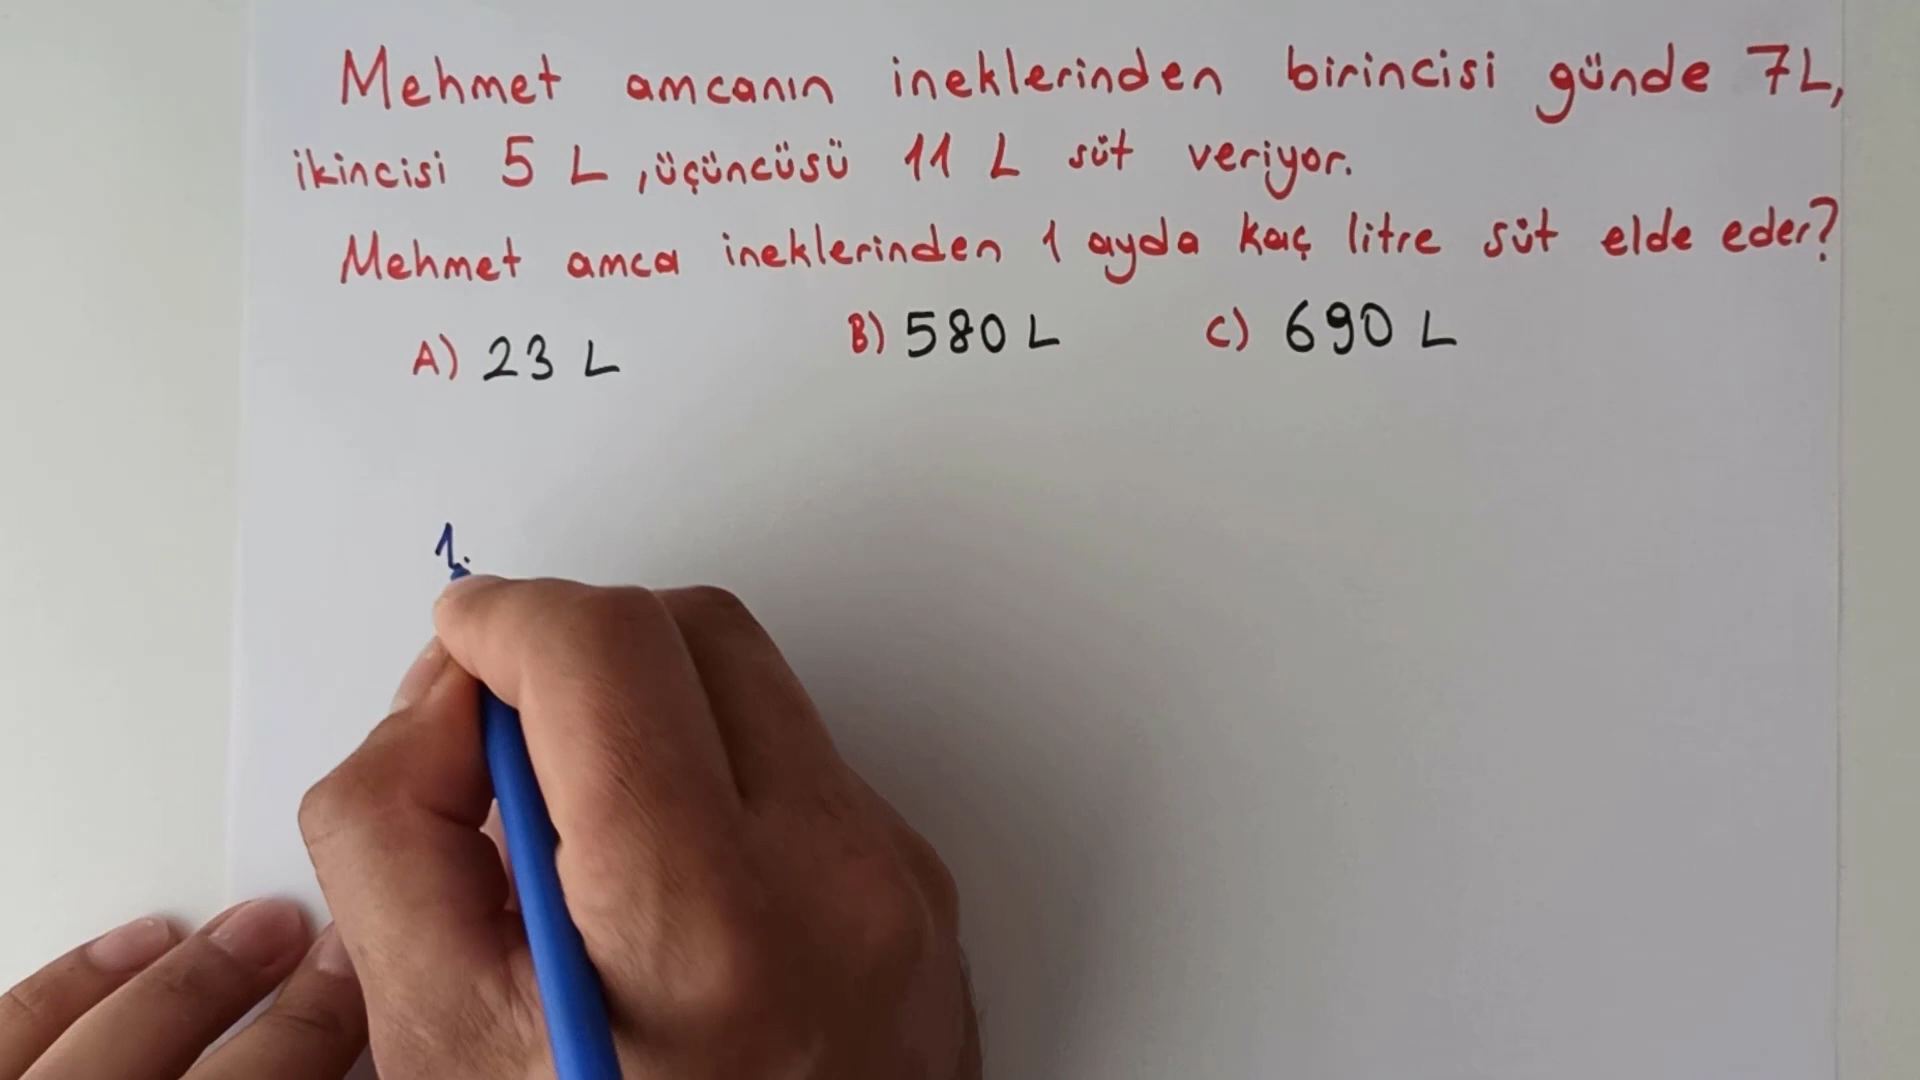 Mehmet amcanın ineklerinden birincisi günde 7L,
ikincisi 5 L, üçüncüsü 11 L süt veriyor.
Mehmet amca ineklerinden 1 ayda kaç litre süt elde eder?
A) 23 L B) 580 L C) 690 L
1.